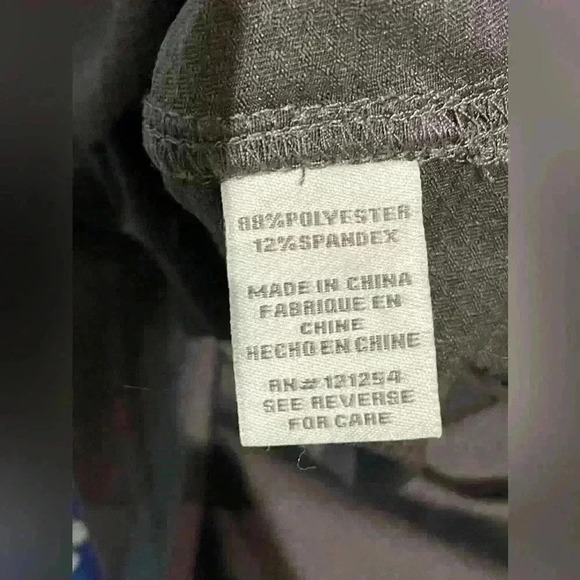 88%POLYESTER
12%SPANDEX
MADE IN CHINA
FABRIQUE EN
CHINE
HECHO EN CHINE
RN#121254
SEE REVERSE
FOR CARE